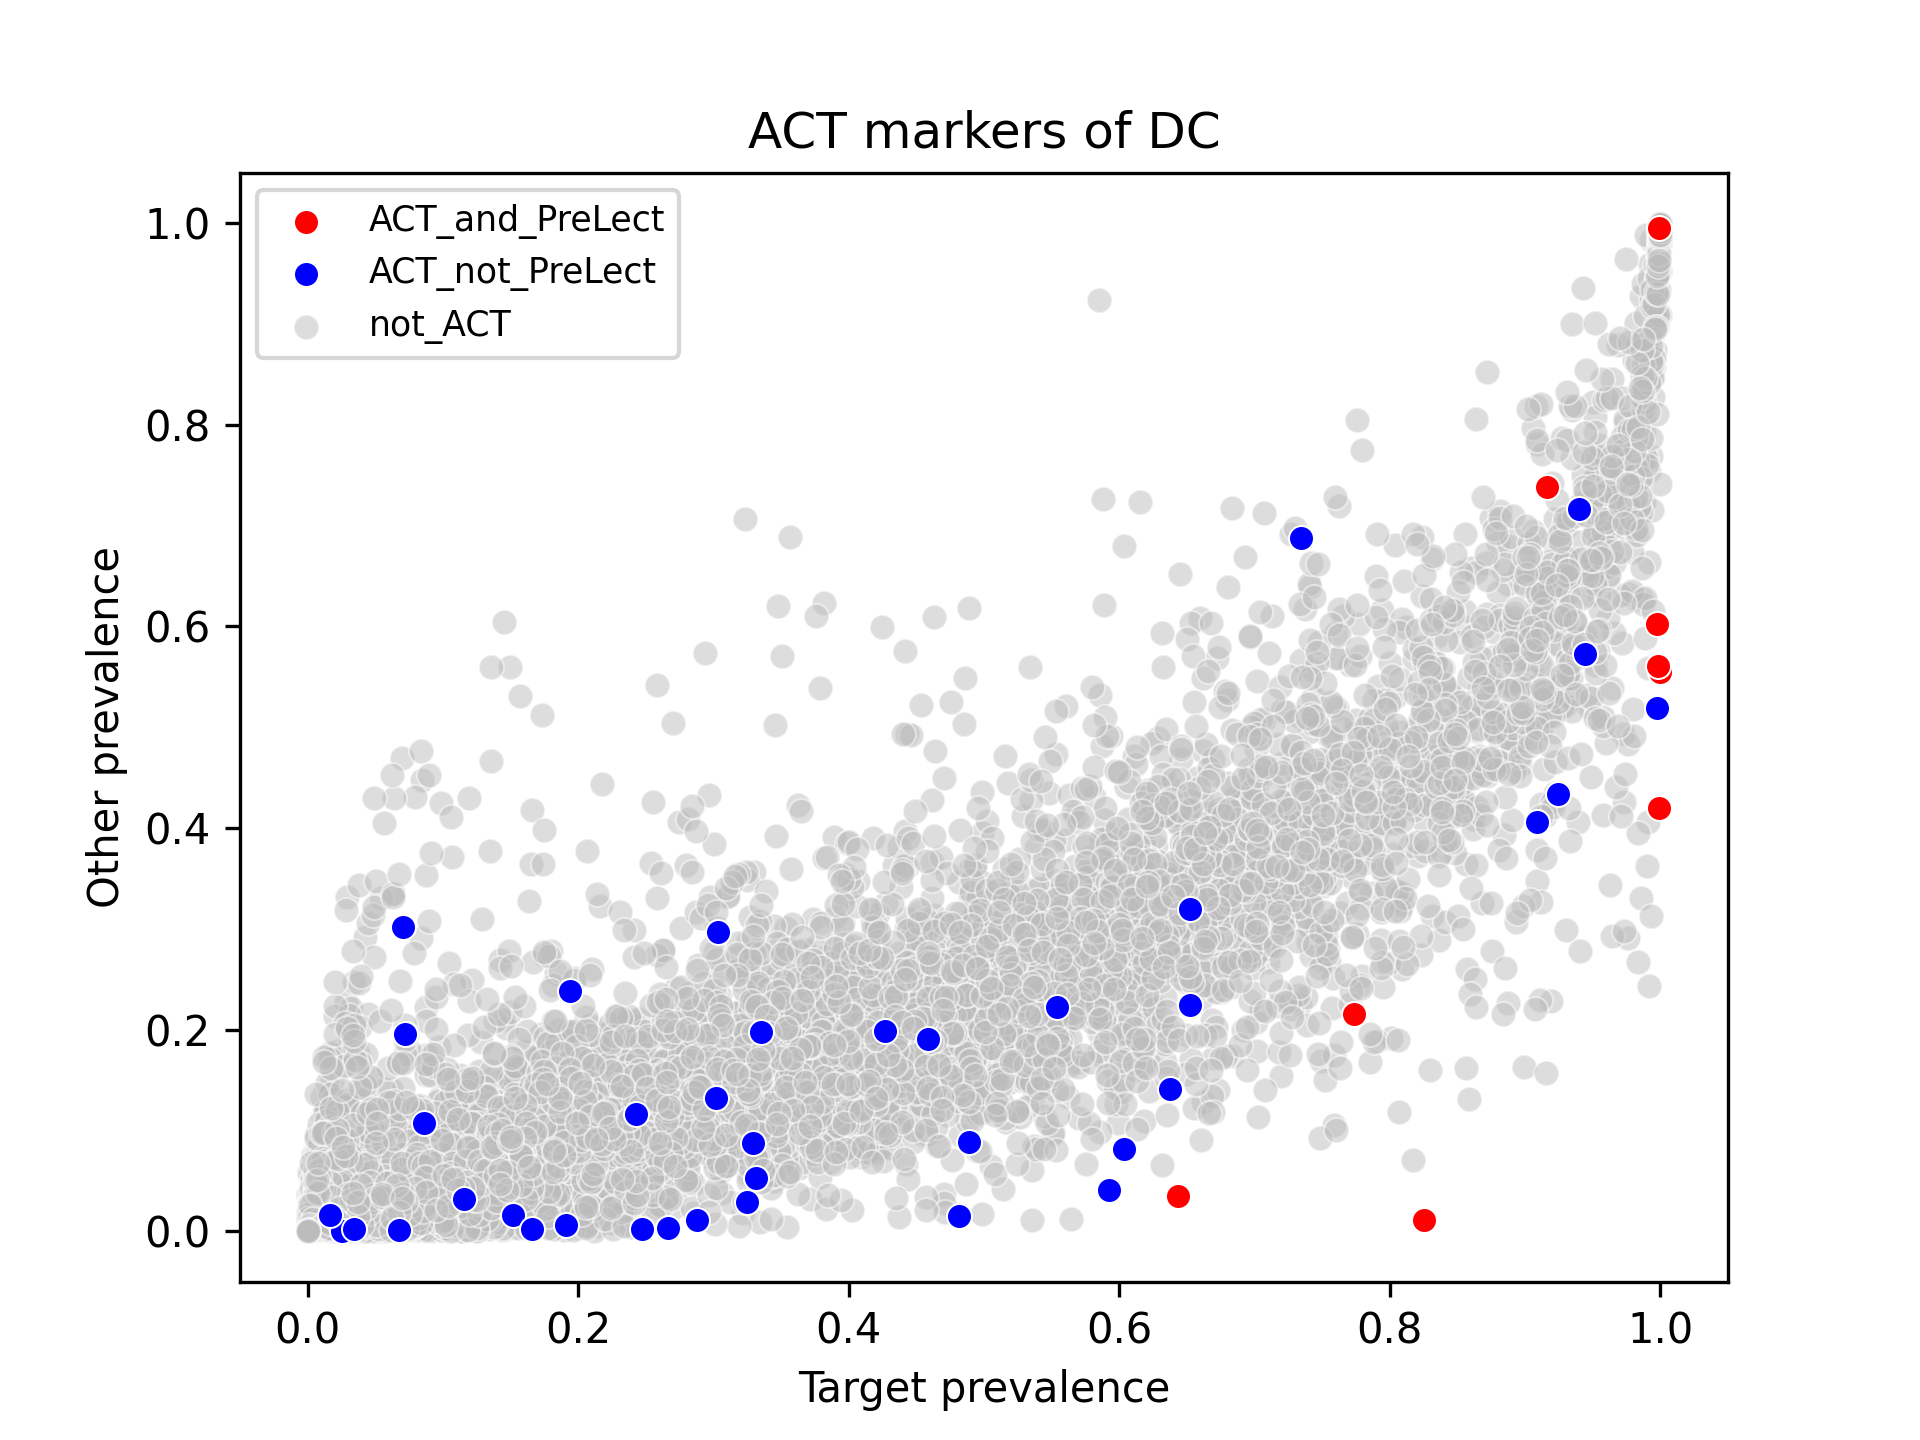 ACT markers of DC
ACT_and_PreLect
ACT_not_PreLect
not_ACT
1.0
0.8
0.6
0.4
0.2
0.0
Other prevalence
0.0 0.2 0.4 0.6 0.8 1.0
Target prevalence